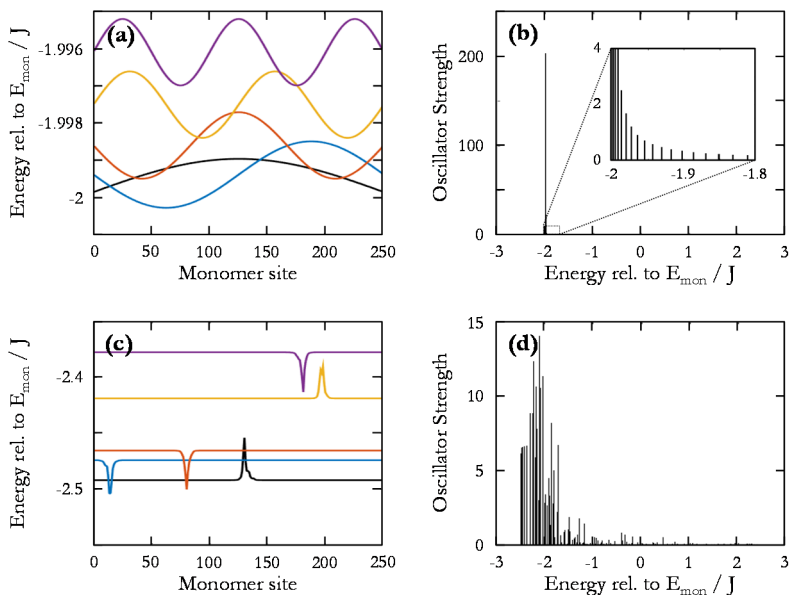 (a)
Energy rel. to E_mon / J
-1.996
-1.998
-2
0 50 100 150 200 250
Monomer site
(b)
Oscillator Strength
200
150
100
50
0
-3 -2 -1 0 1 2 3
Energy rel. to E_mon / J
4
2
0
-2 -1.9 -1.8
(c)
Energy rel. to E_mon / J
-2.4
-2.5
0 50 100 150 200 250
Monomer site
(d)
Oscillator Strength
15
10
5
0
-3 -2 -1 0 1 2 3
Energy rel. to E_mon / J